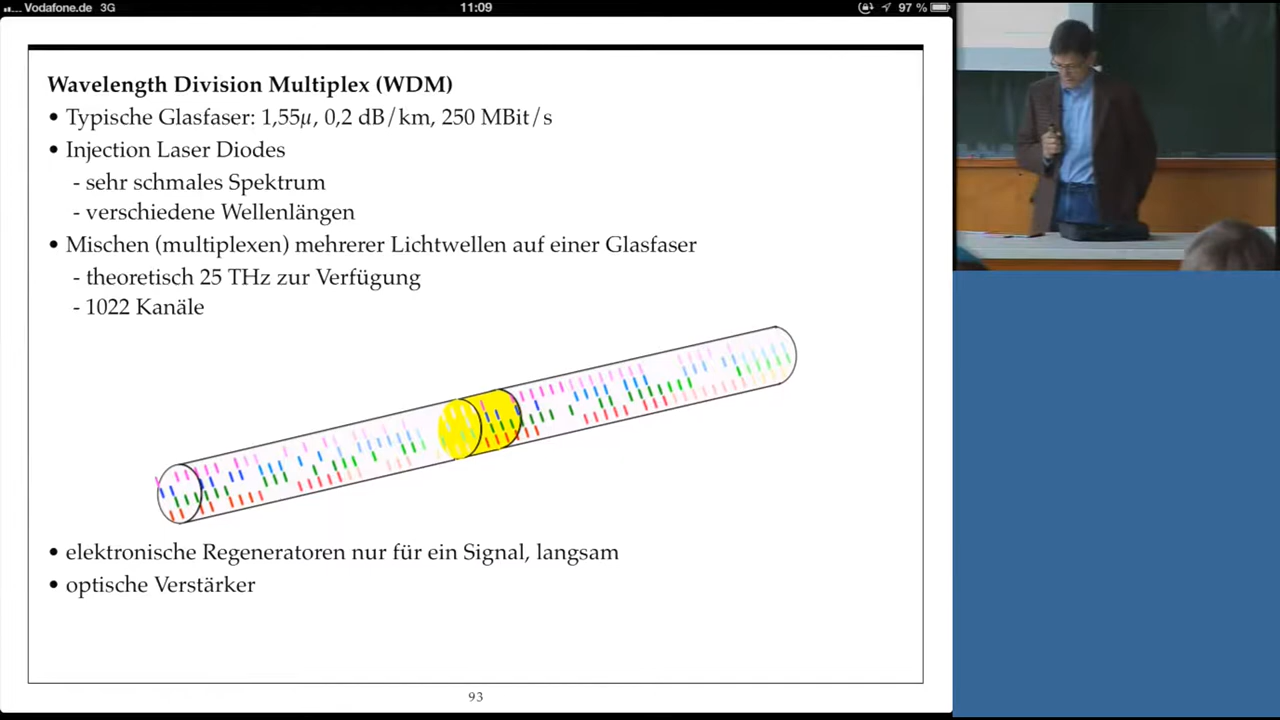 Vodafone.de 3G 11:09 97 %
Wavelength Division Multiplex (WDM)
• Typische Glasfaser: 1,55µ, 0,2 dB/km, 250 MBit/s
• Injection Laser Diodes
- sehr schmales Spektrum
- verschiedene Wellenlängen
• Mischen (multiplexen) mehrerer Lichtwellen auf einer Glasfaser
- theoretisch 25 THz zur Verfügung
- 1022 Kanäle
• elektronische Regeneratoren nur für ein Signal, langsam
• optische Verstärker
93